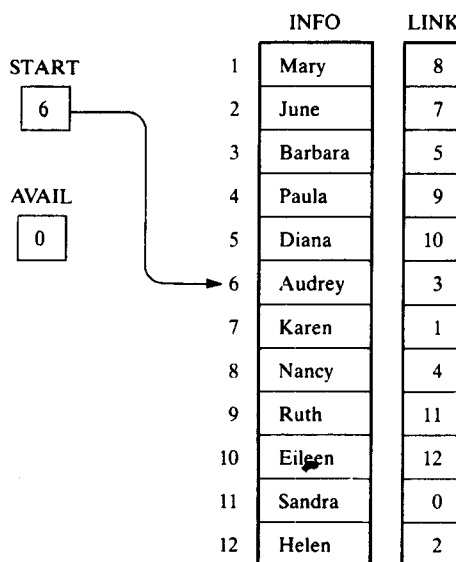 INFO LINK
START
1 Mary 8
6
2 June 7
3 Barbara 5
AVAIL
4 Paula 9
0
5 Diana 10
6 Audrey 3
7 Karen 1
8 Nancy 4
9 Ruth 11
10 Eileen 12
11 Sandra 0
12 Helen 2